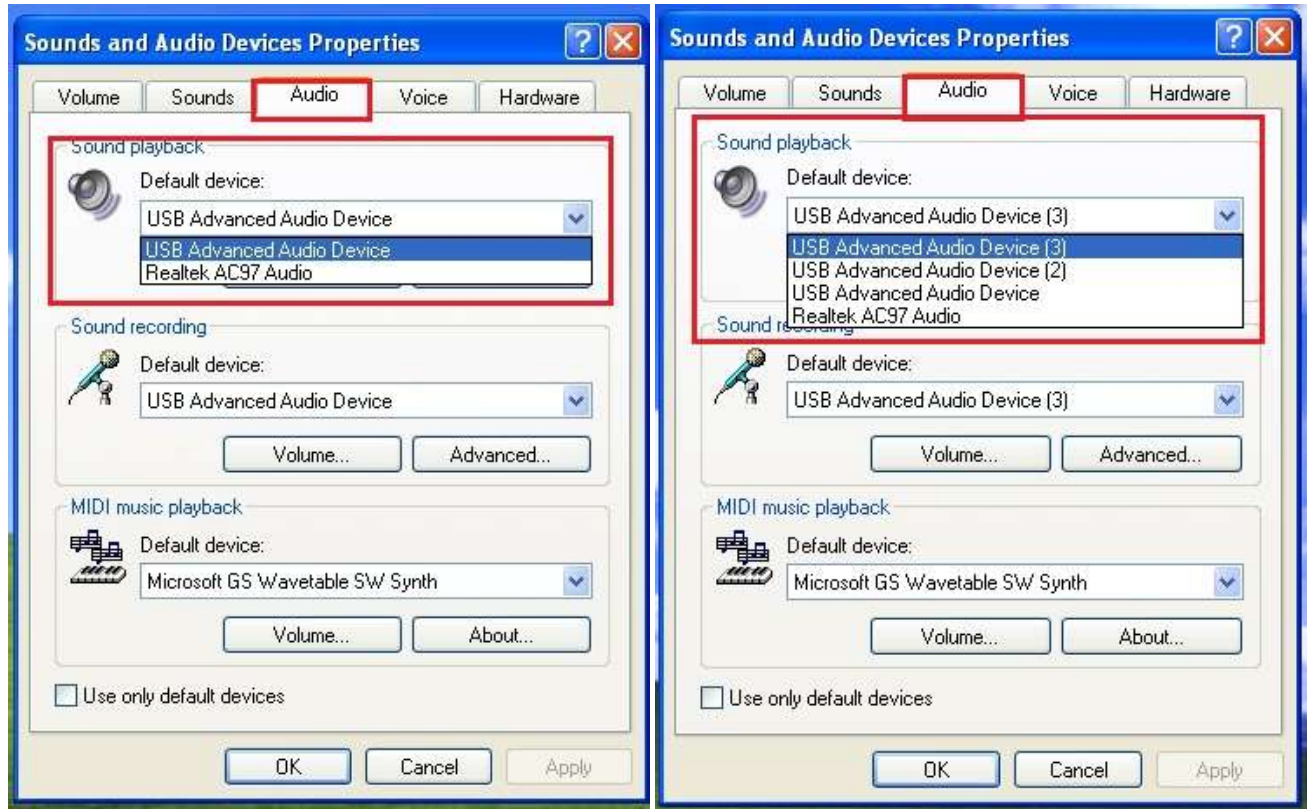 Sounds and Audio Devices Properties
Volume Sounds Audio Voice Hardware
Sound playback
Default device:
USB Advanced Audio Device
USB Advanced Audio Device
Realtek AC97 Audio
Sound recording
Default device:
USB Advanced Audio Device
Volume... Advanced...
MIDI music playback
Default device:
Microsoft GS Wavetable SW Synth
Volume... About...
Use only default devices
OK Cancel Apply
Sounds and Audio Devices Properties
Volume Sounds Audio Voice Hardware
Sound playback
Default device:
USB Advanced Audio Device (3)
USB Advanced Audio Device (3)
USB Advanced Audio Device (2)
USB Advanced Audio Device
Realtek AC97 Audio
Sound recording
Default device:
USB Advanced Audio Device (3)
Volume... Advanced...
MIDI music playback
Default device:
Microsoft GS Wavetable SW Synth
Volume... About...
Use only default devices
OK Cancel Apply